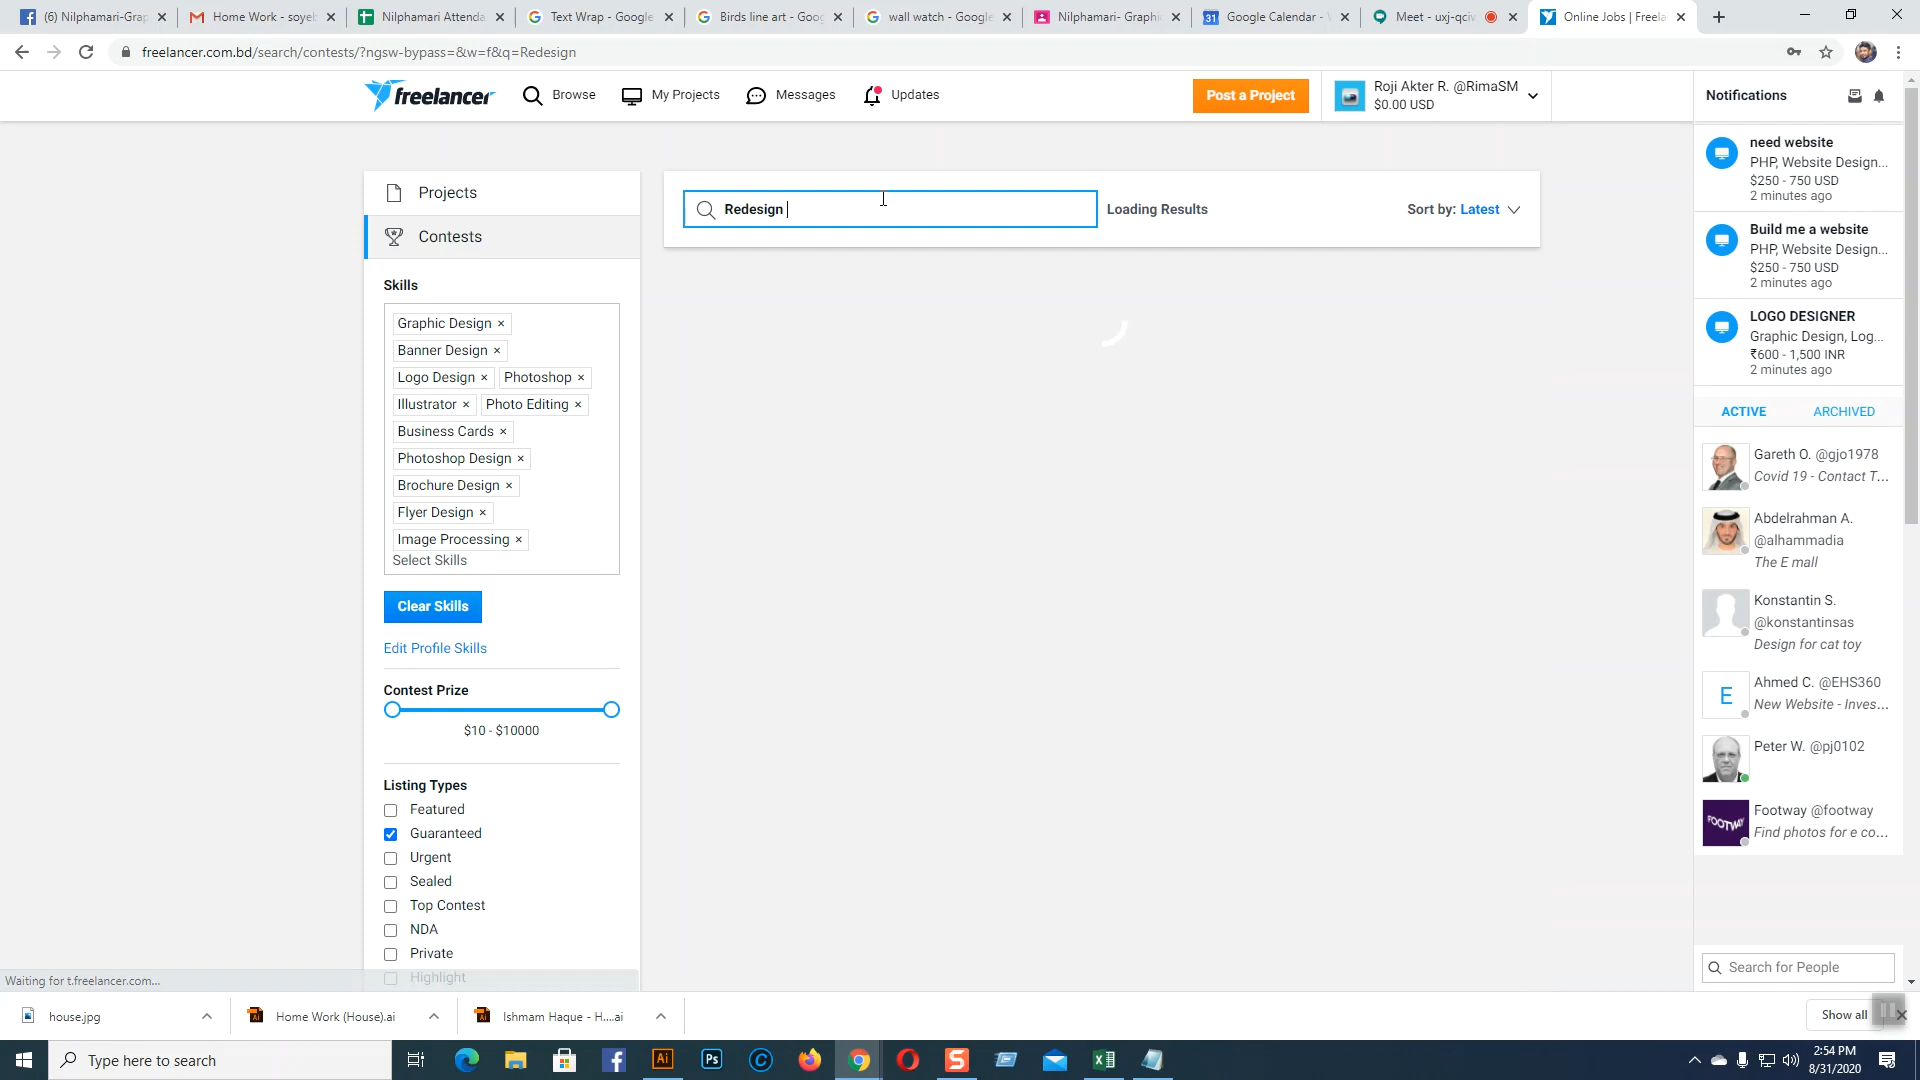 (6) Nilphamari-Grap
Home Work - soyeb
Nilphamari Attenda
Text Wrap - Google
Birds line art - Goo
wall watch - Google
Nilphamari- Graphic
31
Google Calendar - V
Meet - uxj-qciv
Online Jobs | Freela
freelancer.com.bd/search/contests/?ngsw-bypass=&w=f&q=Redesign
freelancer
Browse
My Projects
Messages
Updates
Post a Project
Roji Akter R. @RimaSM
$0.00 USD
Notifications
Projects
Contests
Skills
Graphic Design ×
Banner Design ×
Logo Design × Photoshop ×
Illustrator × Photo Editing ×
Business Cards ×
Photoshop Design ×
Brochure Design ×
Flyer Design ×
Image Processing ×
Select Skills
Clear Skills
Edit Profile Skills
Contest Prize
$10 - $10000
Listing Types
Featured
Guaranteed
Urgent
Sealed
Top Contest
NDA
Private
Highlight
Redesign
Loading Results
Sort by: Latest
need website
PHP, Website Design...
$250 - 750 USD
2 minutes ago
Build me a website
PHP, Website Design...
$250 - 750 USD
2 minutes ago
LOGO DESIGNER
Graphic Design, Log...
₹600 - 1,500 INR
2 minutes ago
ACTIVE
ARCHIVED
Gareth O. @gjo1978
Covid 19 - Contact T...
Abdelrahman A.
@alhammadia
The E mall
Konstantin S.
@konstantinsas
Design for cat toy
E
Ahmed C. @EHS360
New Website - Inves...
Peter W. @pj0102
FOOTWAY
Footway @footway
Find photos for e co...
Search for People
Waiting for t.freelancer.com...
house.jpg
Home Work (House).ai
Ishmam Haque - H....ai
Show all
Type here to search
Ai
Ps
2:54 PM
8/31/2020